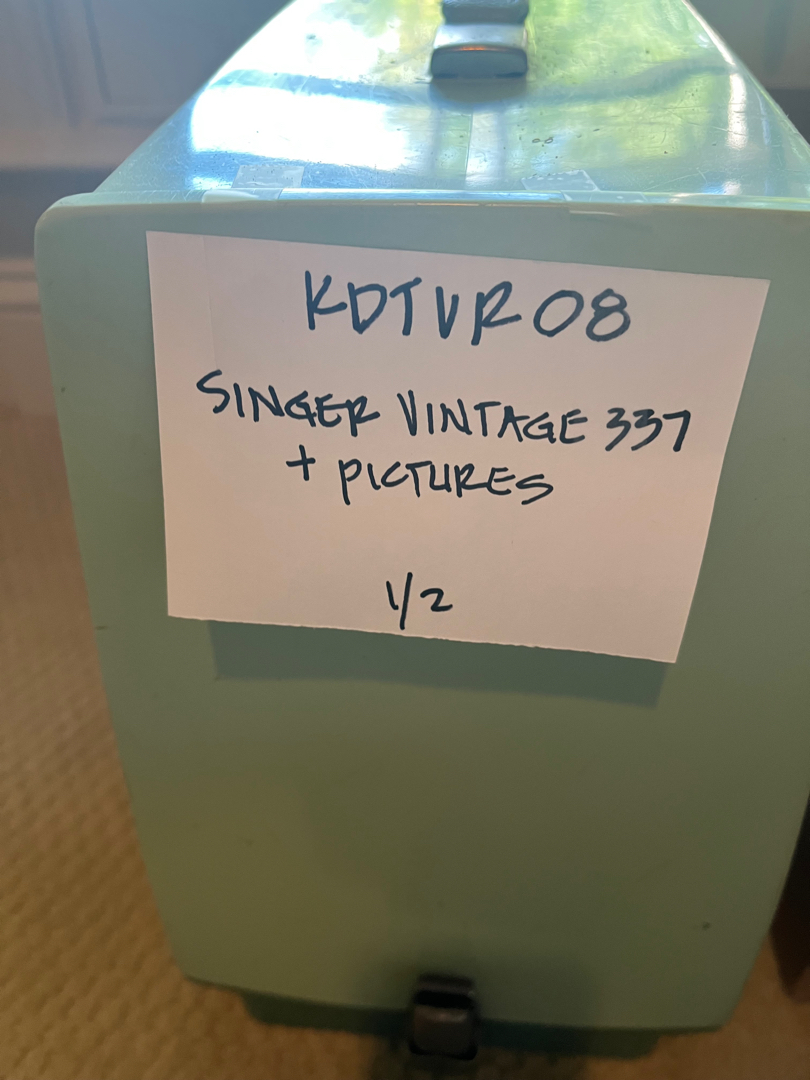 KDTVR08
SINGER VINTAGE 337
+ PICTURES
1/2